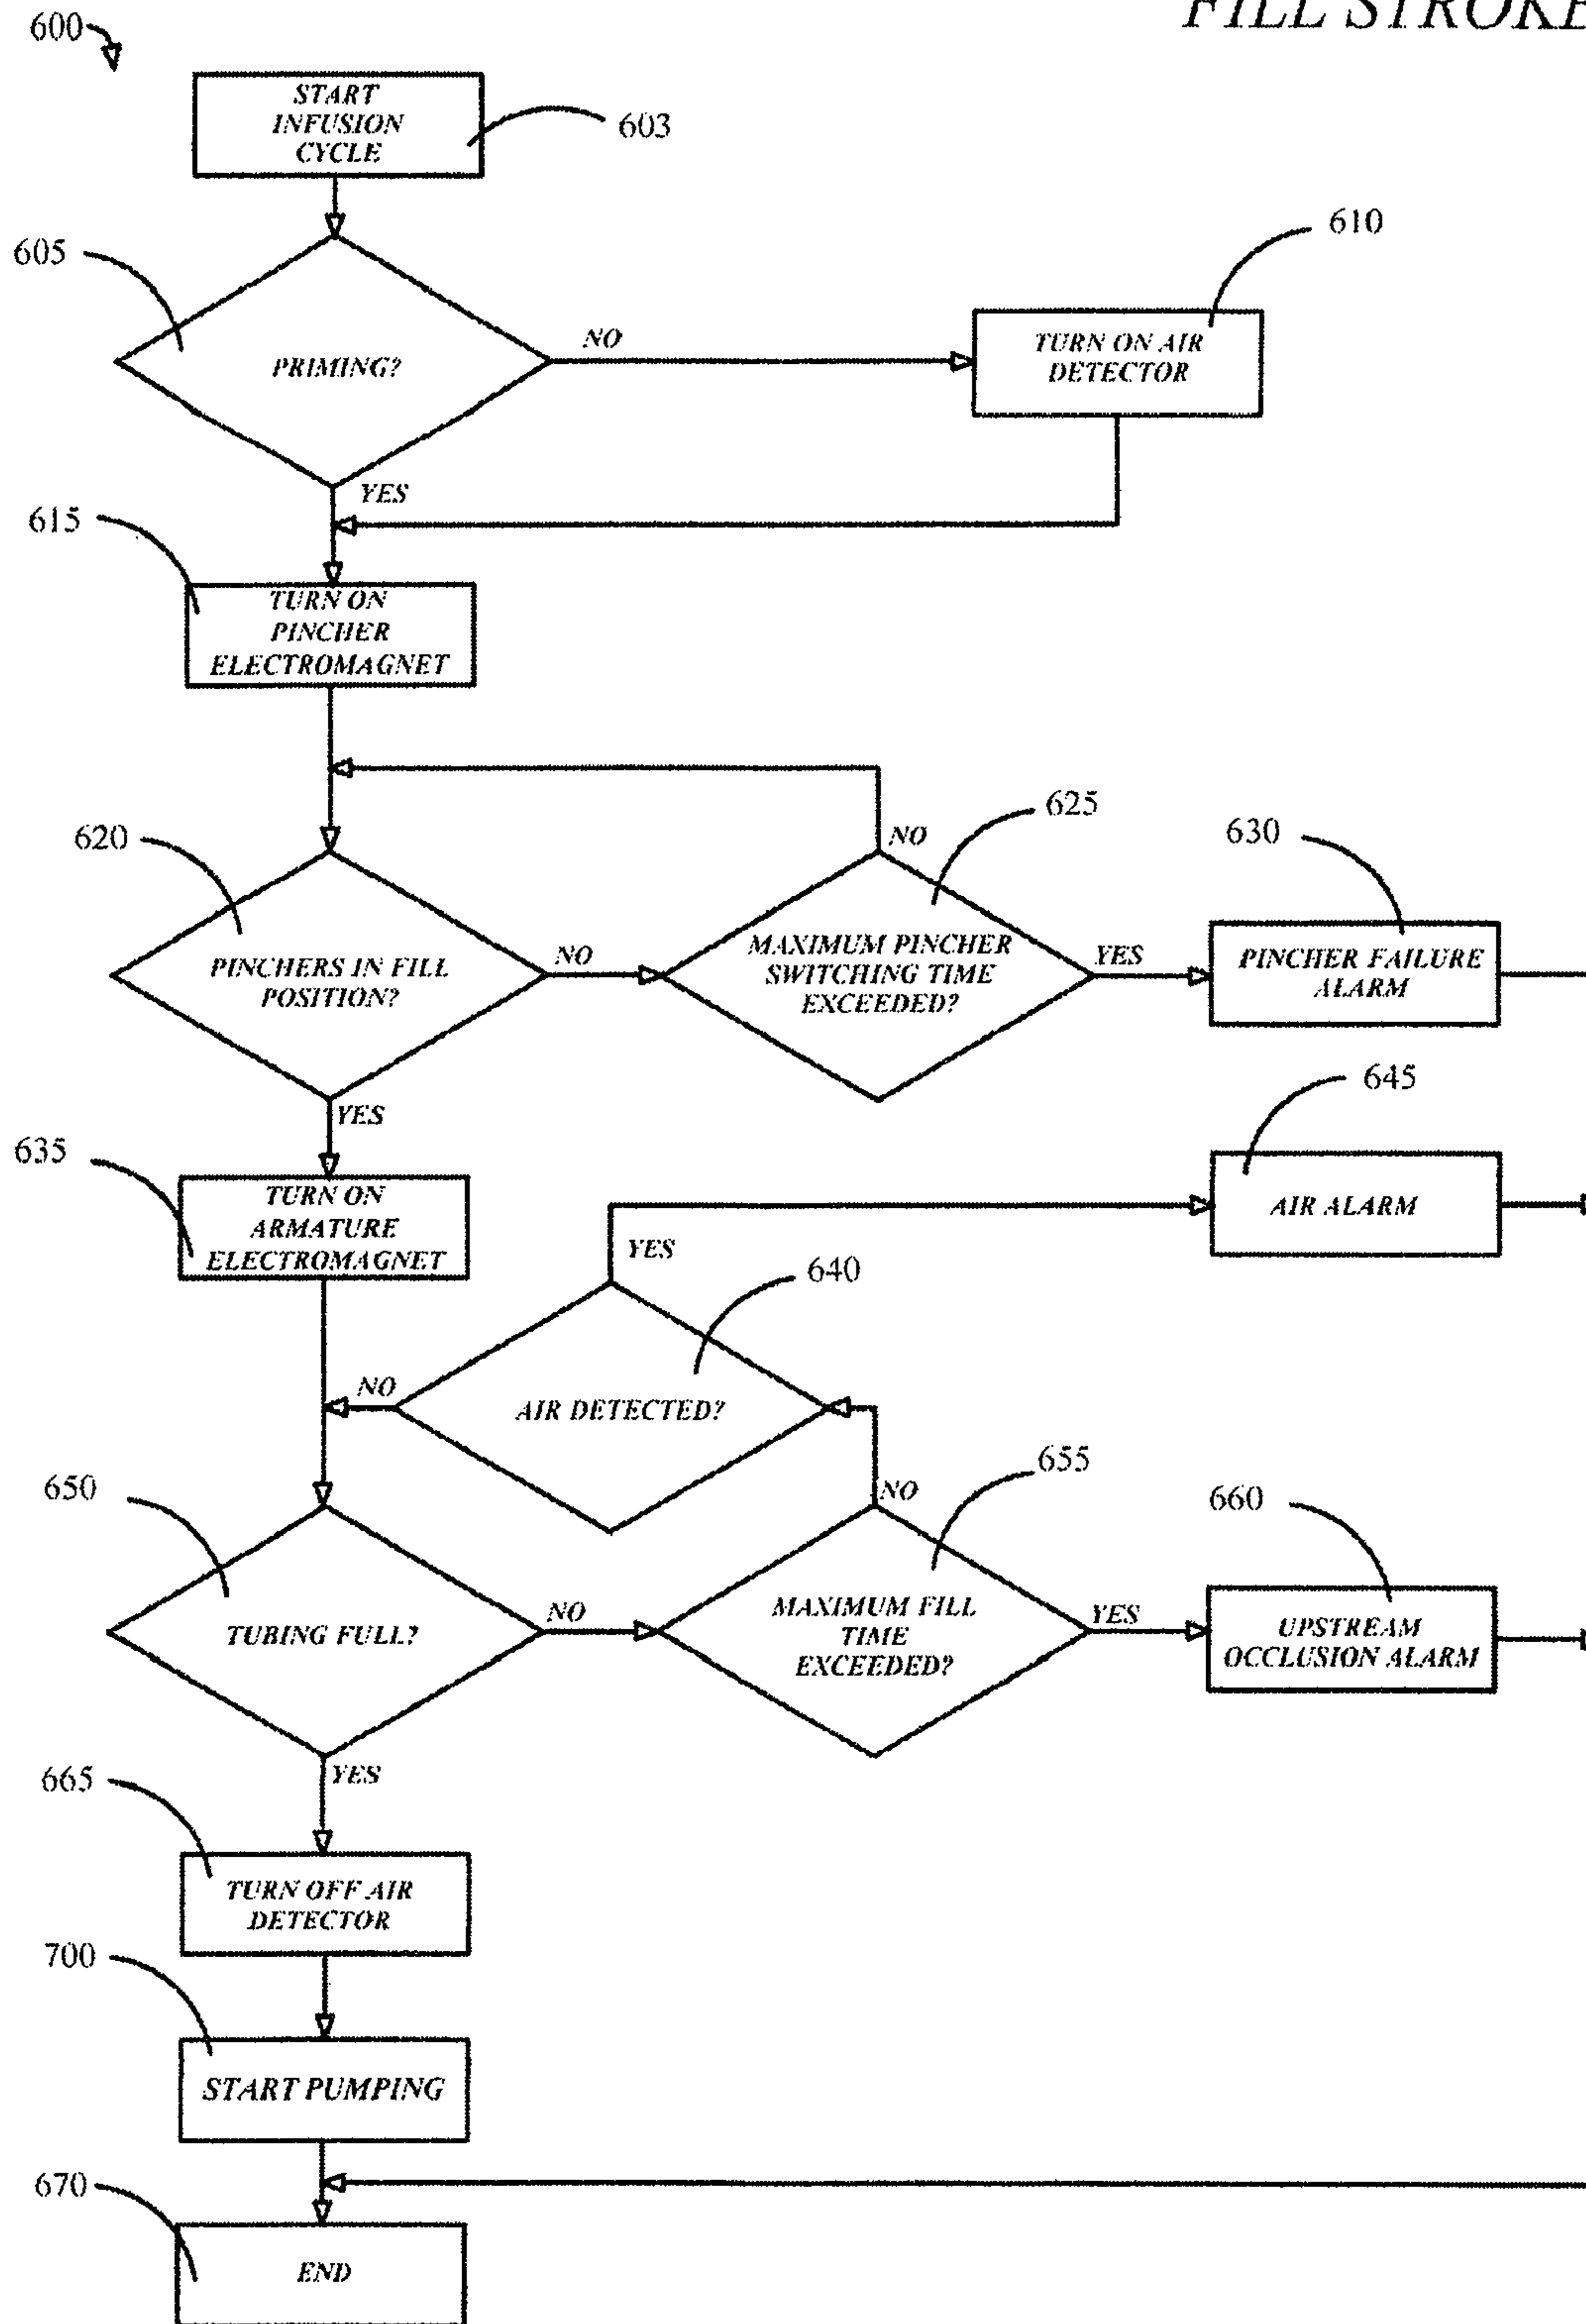 FILL STROKE
600
START
INFUSION
CYCLE
603
605
PRIMING?
NO
610
TURN ON AIR
DETECTOR
YES
615
TURN ON
PINCHER
ELECTROMAGNET
620
PINCHERS IN FILL
POSITION?
NO
625
NO
MAXIMUM PINCHER
SWITCHING TIME
EXCEEDED?
YES
630
PINCHER FAILURE
ALARM
YES
635
TURN ON
ARMATURE
ELECTROMAGNET
645
AIR ALARM
YES
640
AIR DETECTED?
NO
650
TUBING FULL?
NO
655
NO
MAXIMUM FILL
TIME
EXCEEDED?
YES
660
UPSTREAM
OCCLUSION ALARM
YES
665
TURN OFF AIR
DETECTOR
700
START PUMPING
670
END